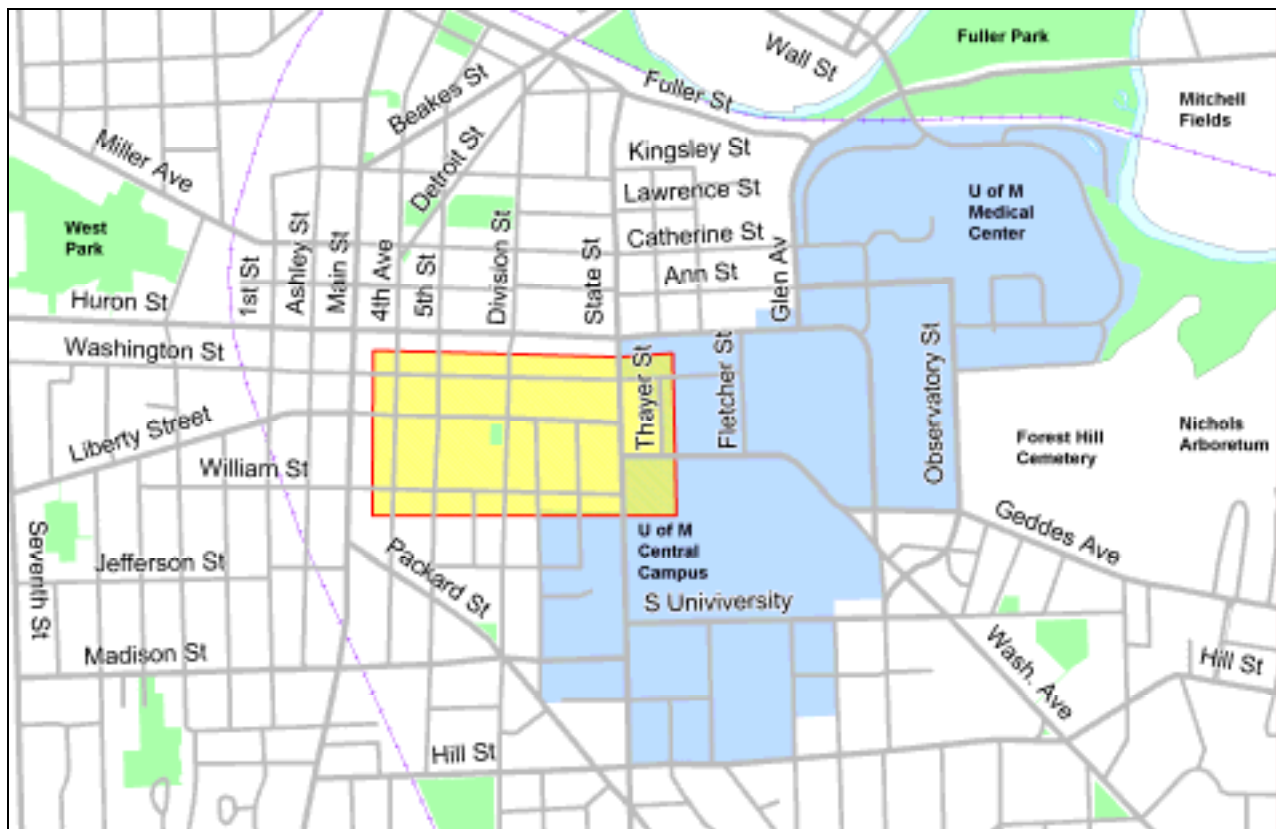 Wall St
Fuller Park
Fuller St
Mitchell
Fields
Beakes St
Miller Ave
Detroit St
Kingsley St
Lawrence St
U of M
Medical
Center
West
Park
Catherine St
Ann St
Huron St
1st St
Ashley St
Main St
4th Ave
5th St
Division St
State St
Glen Av
Washington St
Thayer St
Fletcher St
Observatory St
Liberty Street
William St
Forest Hill
Cemetery
Nichols
Arboretum
Geddes Ave
Seventh St
Jefferson St
Packard St
U of M
Central
Campus
S Univiversity
Madison St
Wash. Ave
Hill St
Hill St